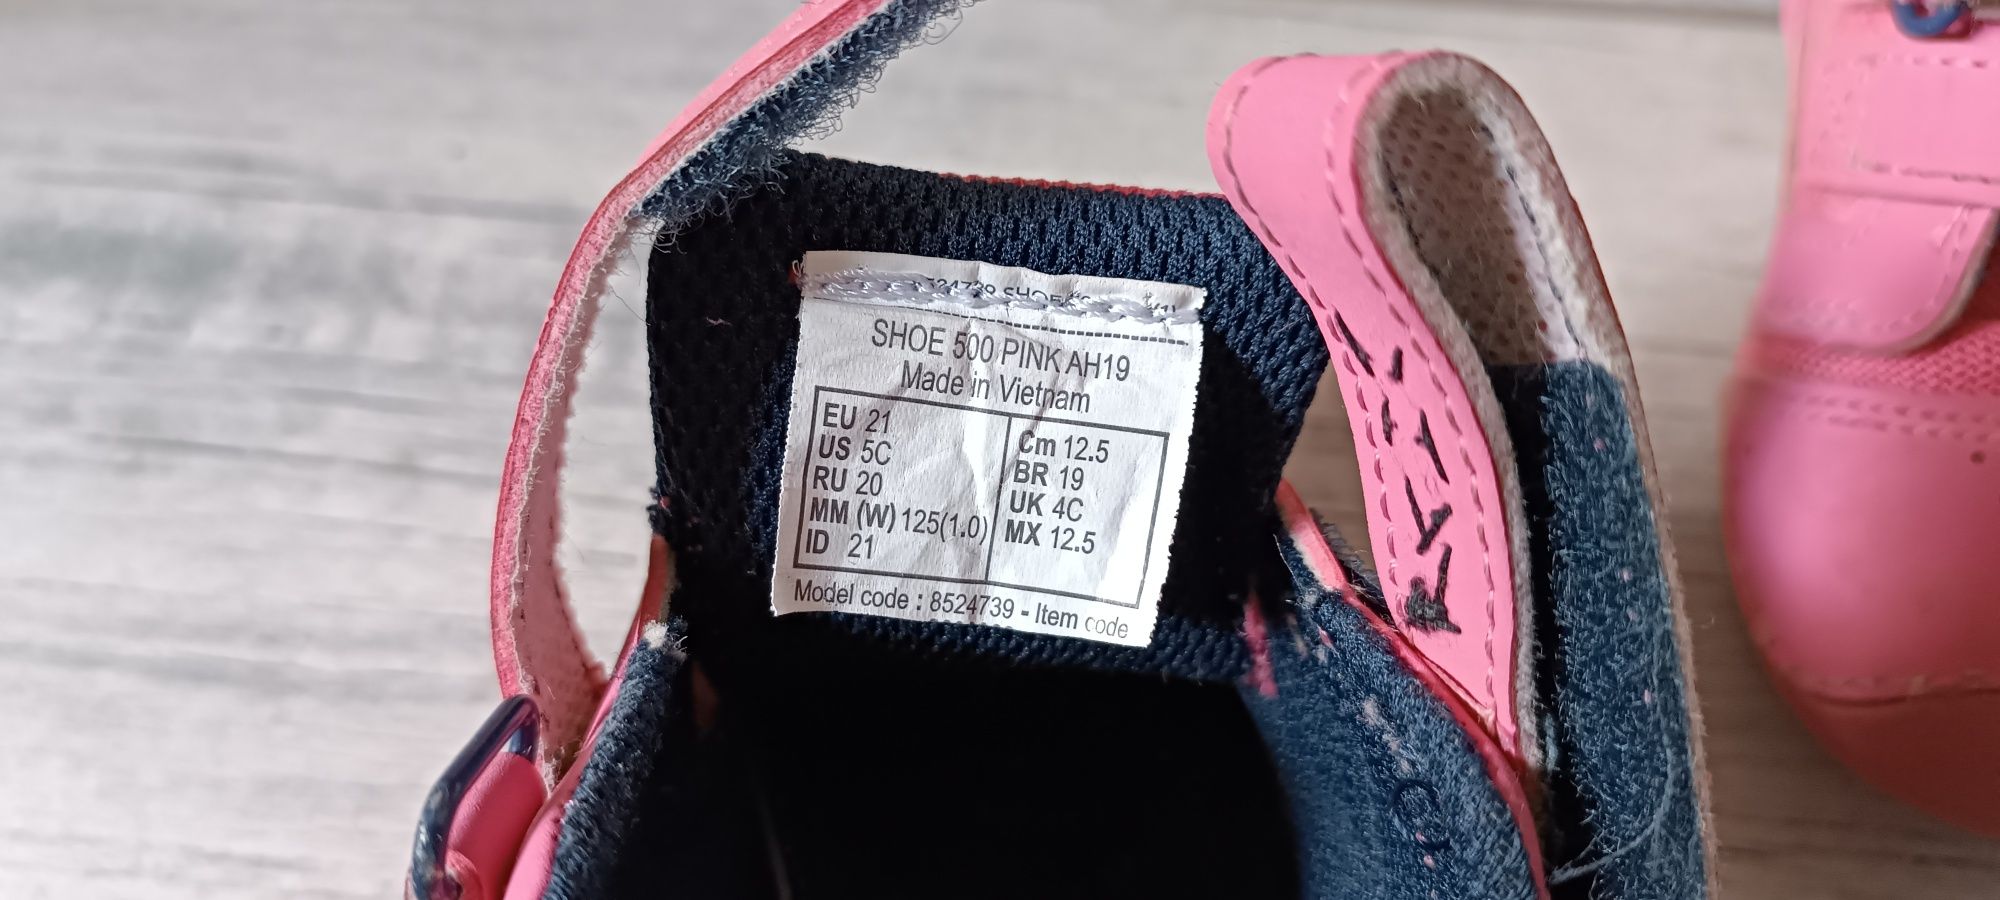 SHOE 500 PINK AH19
Made in Vietnam
EU 21
US 5C
RU 20
MM (W) 125(1.0)
ID 21
Cm 12.5
BR 19
UK 4C
MX 12.5
Model code : 8524739 - Item code